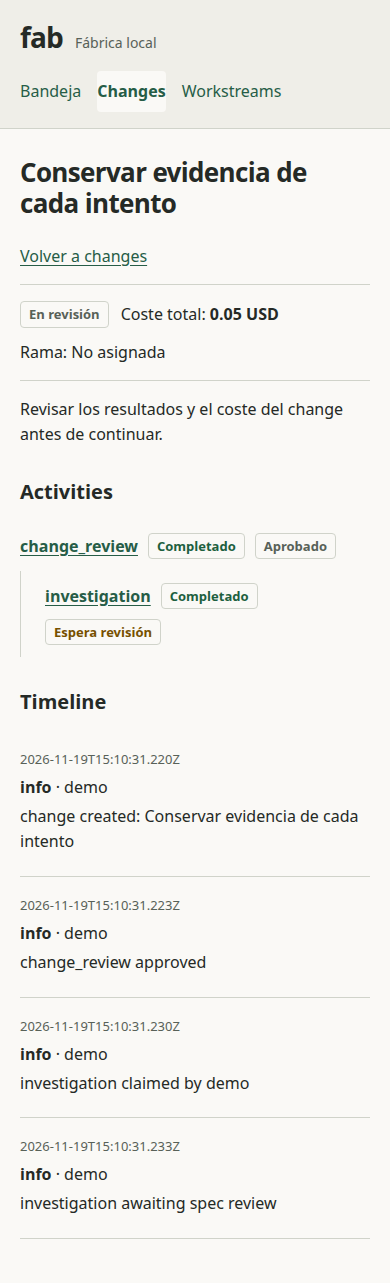 fab Fábrica local
Bandeja Changes Workstreams
Conservar evidencia de
cada intento
Volver a changes
En revisión Coste total: 0.05 USD
Rama: No asignada
Revisar los resultados y el coste del change
antes de continuar.
Activities
change_review Completado Aprobado
investigation Completado
Espera revisión
Timeline
2026-11-19T15:10:31.220Z
info · demo
change created: Conservar evidencia de cada
intento
2026-11-19T15:10:31.223Z
info · demo
change_review approved
2026-11-19T15:10:31.230Z
info · demo
investigation claimed by demo
2026-11-19T15:10:31.233Z
info · demo
investigation awaiting spec review